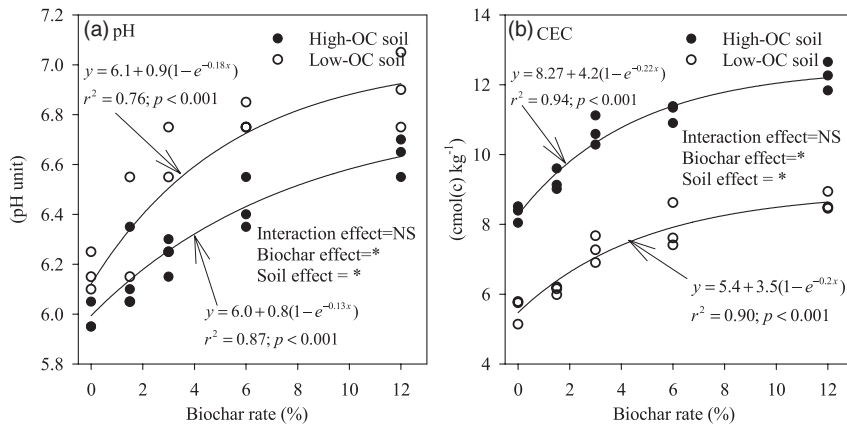 (a) pH
High-OC soil
Low-OC soil
y = 6.1 + 0.9(1−e^{−0.18x})
r² = 0.76; p < 0.001
Interaction effect=NS
Biochar effect=*
Soil effect = *
y = 6.0 + 0.8(1−e^{−0.13x})
r² = 0.87; p < 0.001
(pH unit)
7.2
7.0
6.8
6.6
6.4
6.2
6.0
5.8
0 2 4 6 8 10 12
Biochar rate (%)
(b) CEC
High-OC soil
Low-OC soil
y = 8.27 + 4.2(1−e^{−0.22x})
r² = 0.94; p < 0.001
Interaction effect=NS
Biochar effect=*
Soil effect = *
y = 5.4 + 3.5(1−e^{−0.2x})
r² = 0.90; p < 0.001
(cmol(c) kg⁻¹)
14
12
10
8
6
4
0 2 4 6 8 10 12
Biochar rate (%)